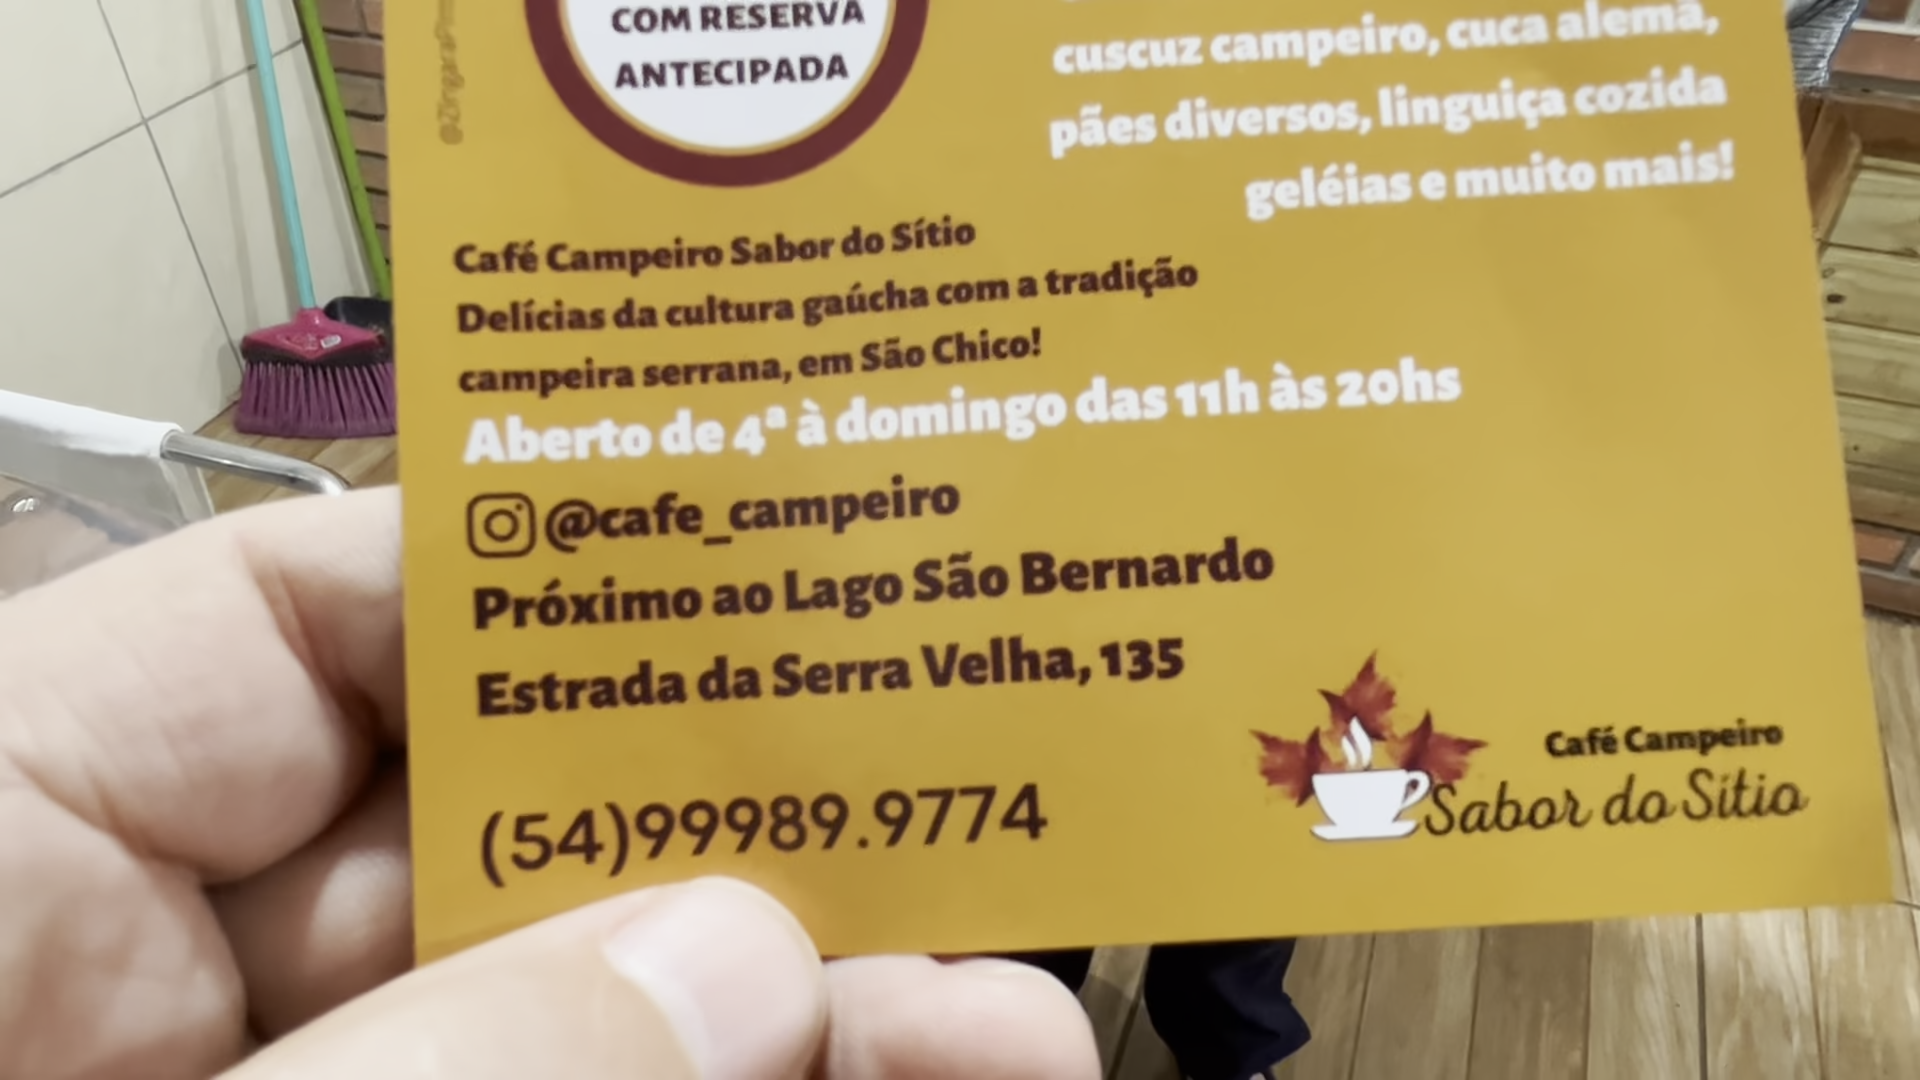 COM RESERVA
ANTECIPADA
cuscuz campeiro, cuca alemã,
pães diversos, linguiça cozida
geléias e muito mais!
Café Campeiro Sabor do Sítio
Delícias da cultura gaúcha com a tradição
campeira serrana, em São Chico!
Aberto de 4ª à domingo das 11h às 20hs
@cafe_campeiro
Próximo ao Lago São Bernardo
Estrada da Serra Velha, 135
(54)99989.9774
Café Campeiro
Sabor do Sítio